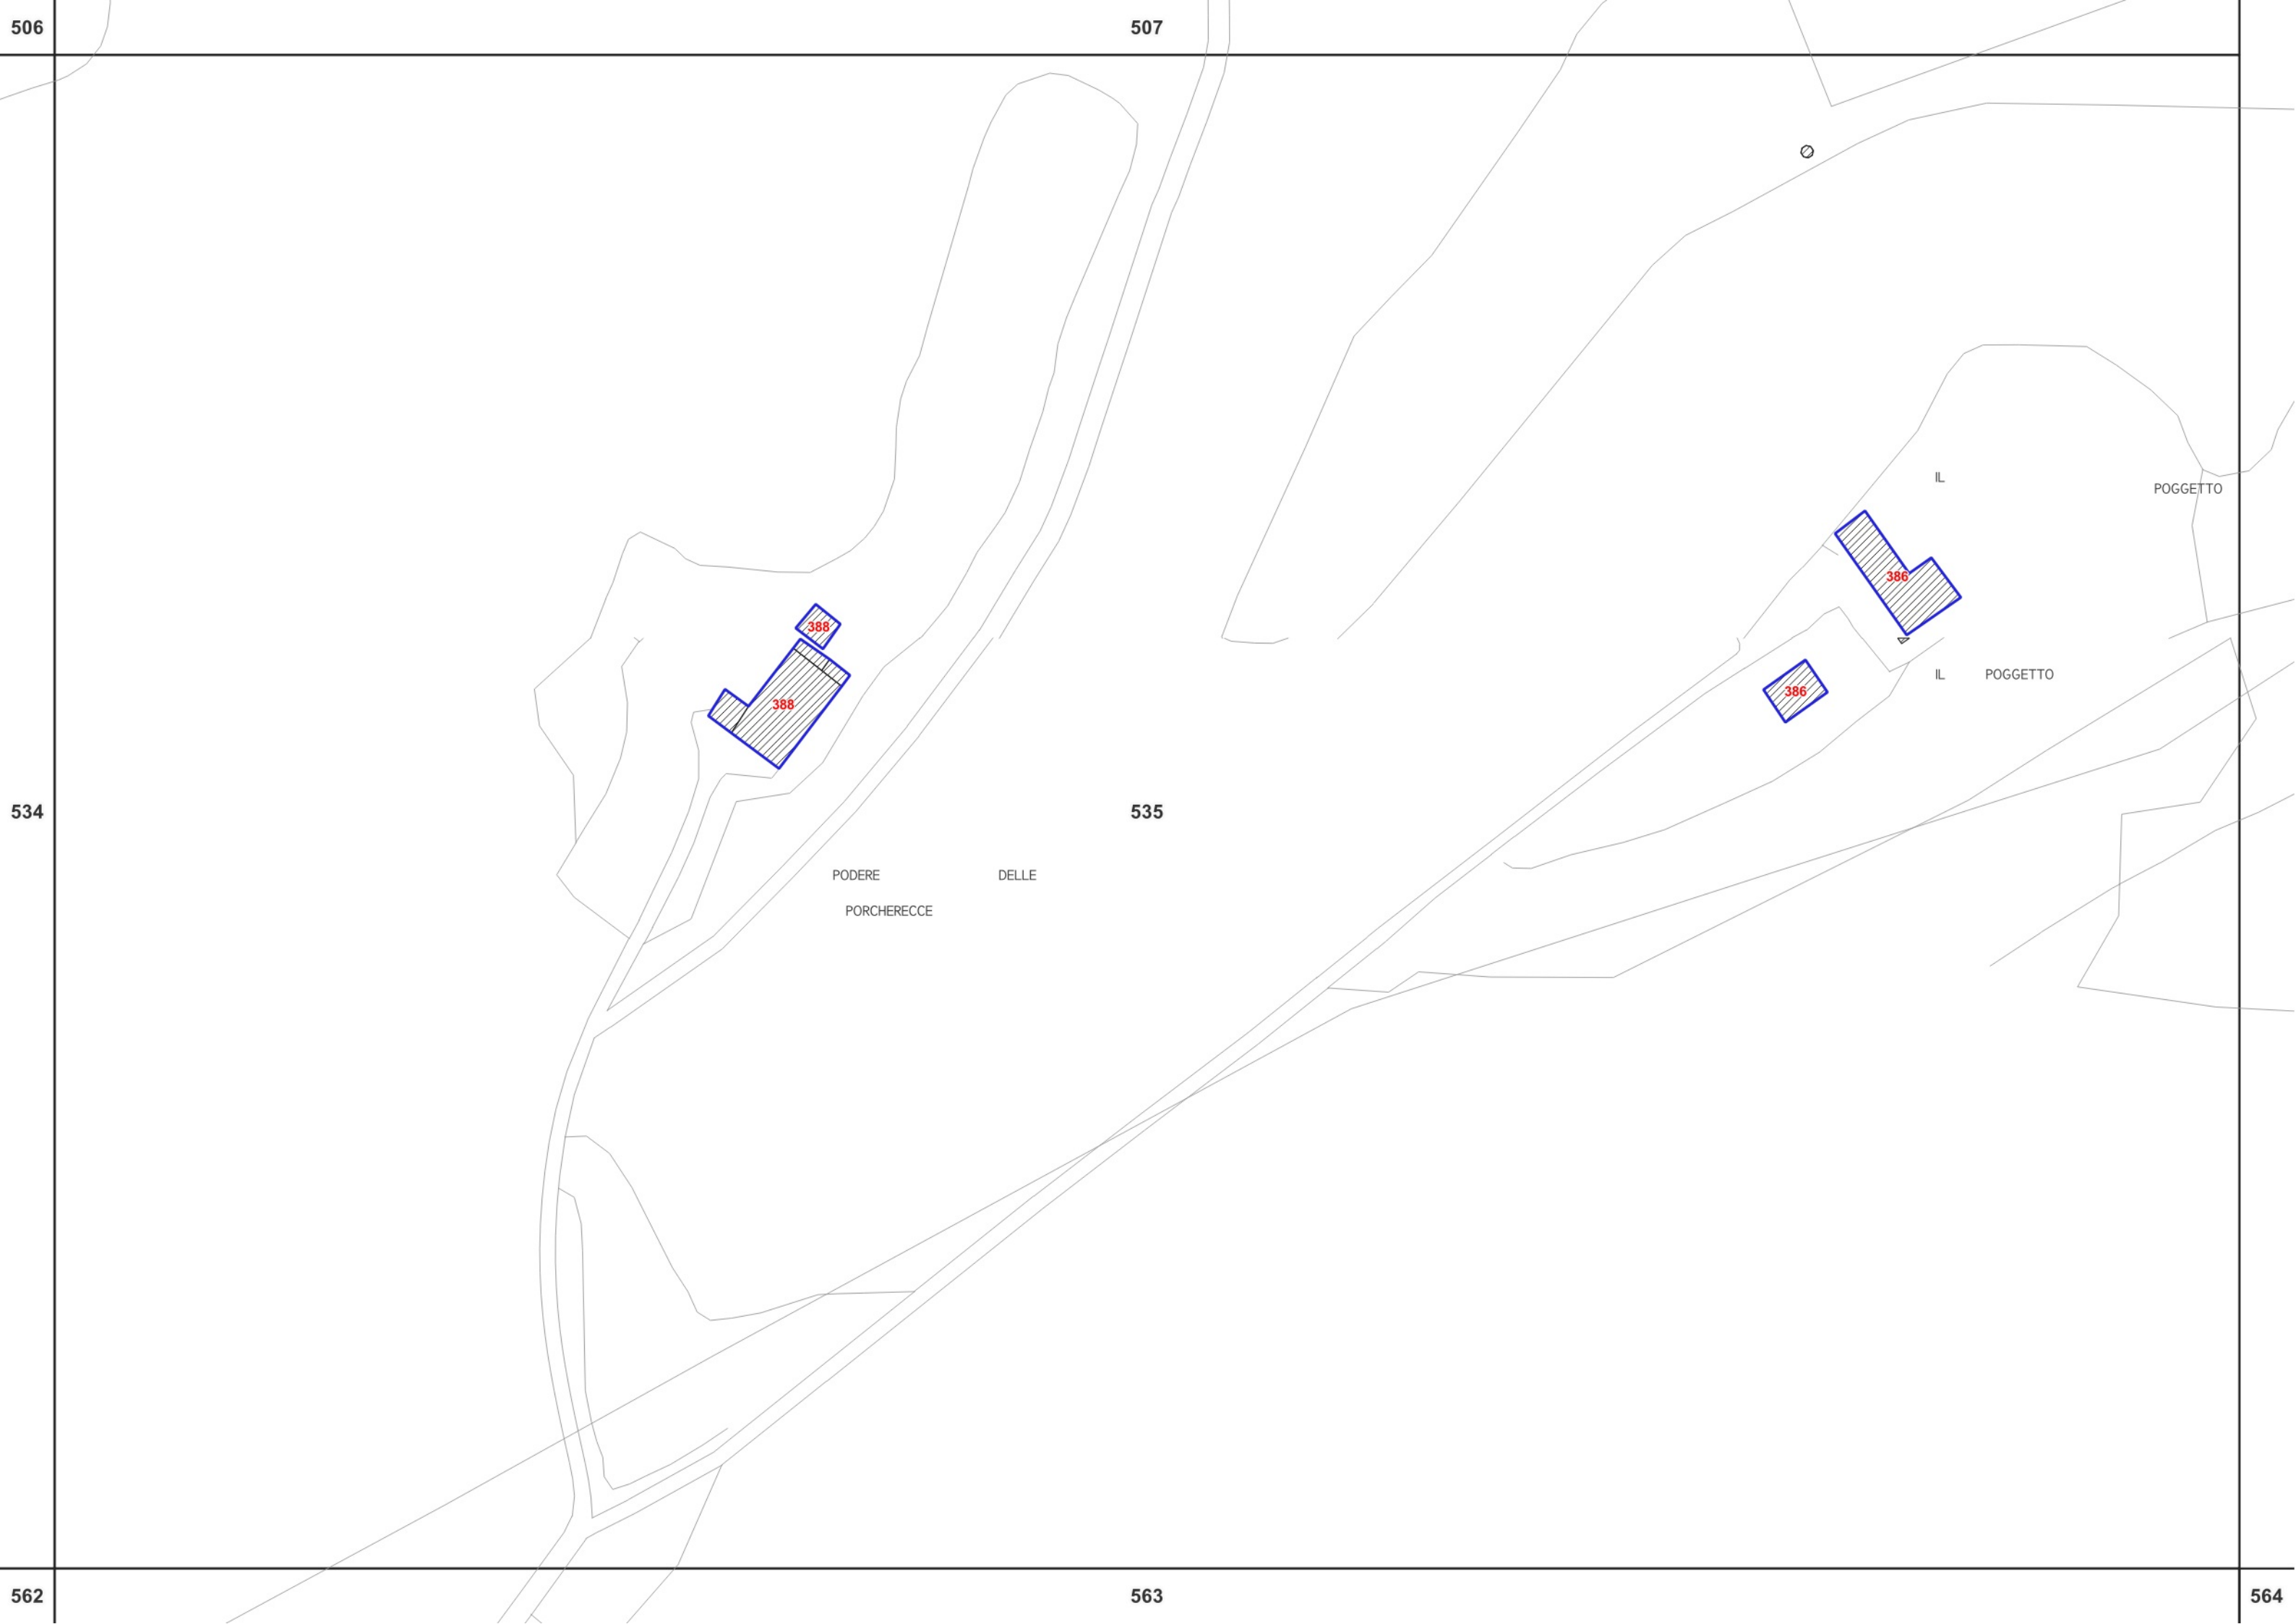 506
507
IL POGGETTO
386
388
IL POGGETTO
386
388
534
535
PODERE DELLE
PORCHERECCE
562
563
564